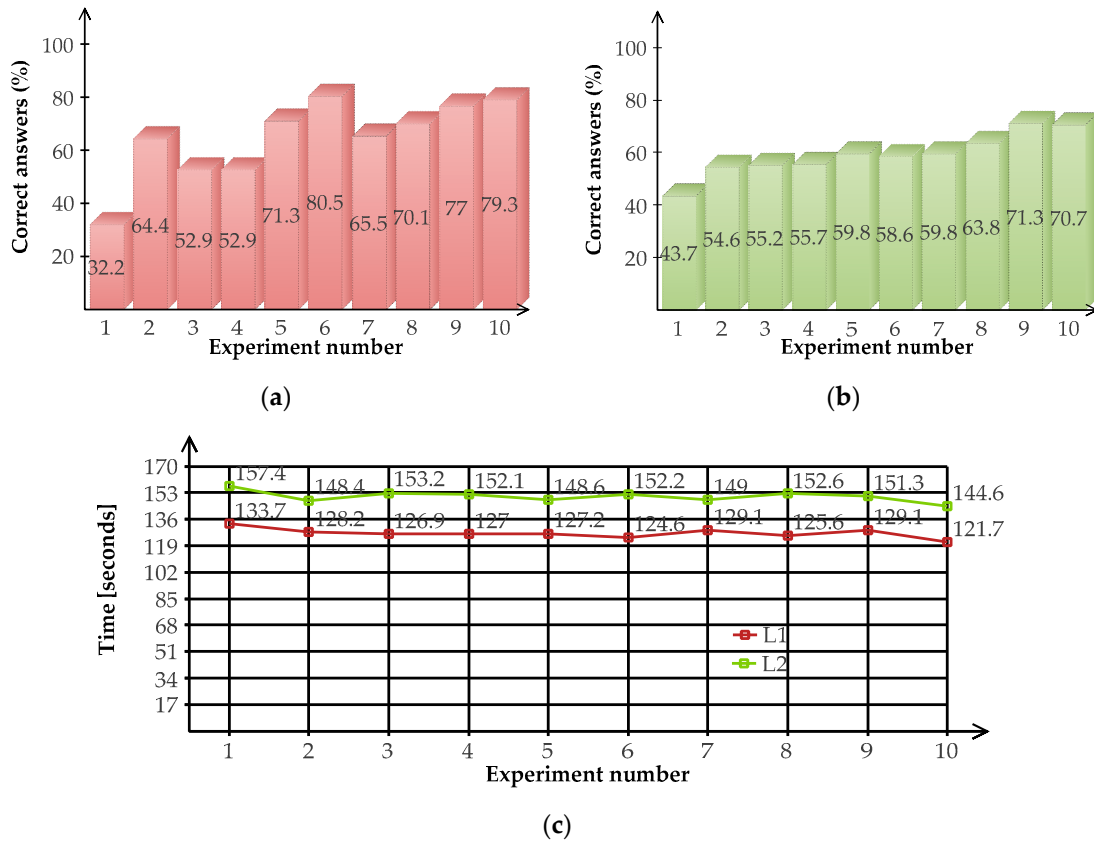 Correct answers (%)
100
80
60
40
20
32.2
64.4
52.9
52.9
71.3
80.5
65.5
70.1
77
79.3
1 2 3 4 5 6 7 8 9 10
Experiment number
(a)
Correct answers (%)
100
80
60
40
20
43.7
54.6
55.2
55.7
59.8
58.6
59.8
63.8
71.3
70.7
1 2 3 4 5 6 7 8 9 10
Experiment number
(b)
Time [seconds]
170
153
136
119
102
85
68
51
34
17
157.4 148.4 153.2 152.1 148.6 152.2 149 152.6 151.3 144.6
133.7 128.2 126.9 127 127.2 124.6 129.1 125.6 129.1 121.7
L1
L2
1 2 3 4 5 6 7 8 9 10
Experiment number
(c)